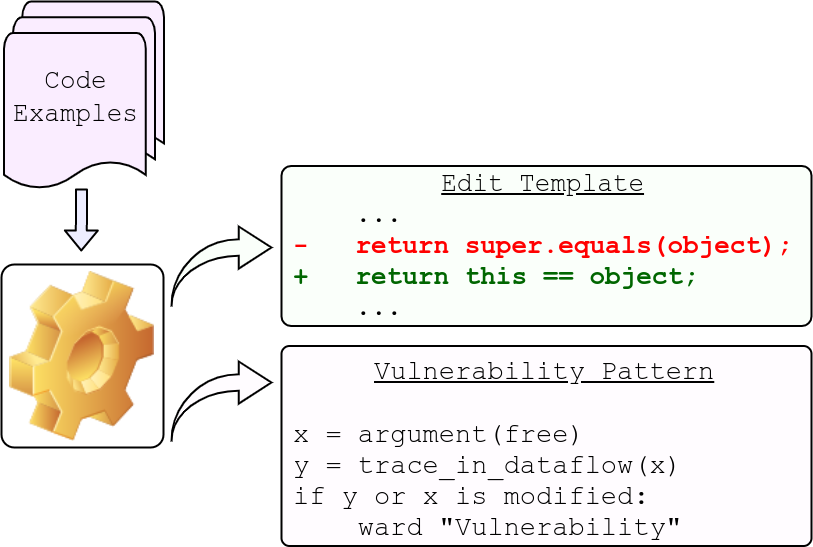 Code
Examples
Edit Template
...
- return super.equals(object);
+ return this == object;
...
Vulnerability Pattern
x = argument(free)
y = trace_in_dataflow(x)
if y or x is modified:
ward "Vulnerability"